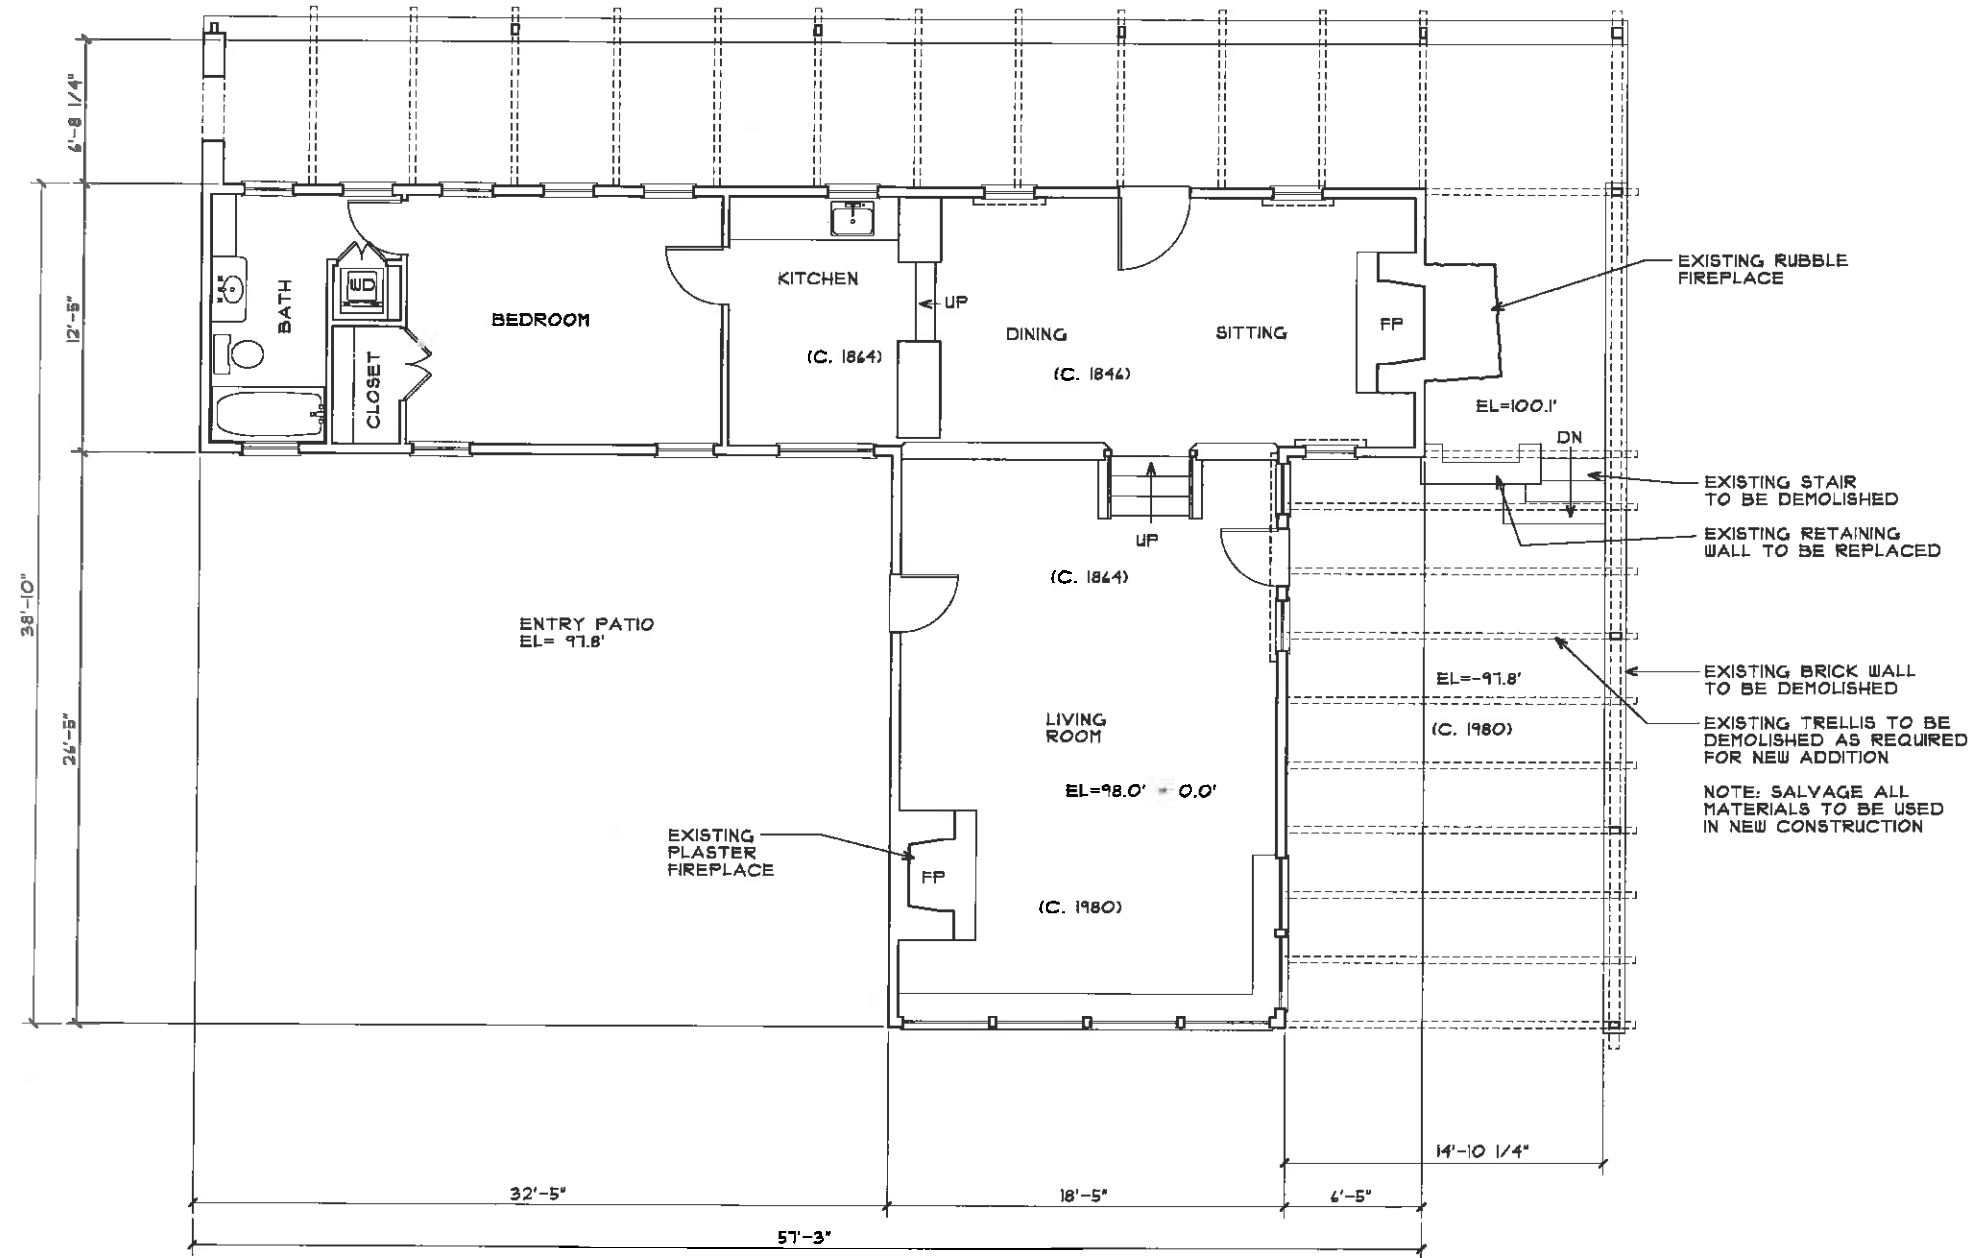 6'-8 1/4"
12'-5"
38'-10"
26'-5"
BATH
ED
CLOSET
BEDROOM
KITCHEN
(C. 1864)
UP
DINING
SITTING
(C. 1846)
FP
EXISTING RUBBLE
FIREPLACE
EL=100.1'
DN
EXISTING STAIR
TO BE DEMOLISHED
EXISTING RETAINING
WALL TO BE REPLACED
UP
(C. 1864)
ENTRY PATIO
EL= 97.8'
EL=-97.8'
(C. 1980)
EXISTING BRICK WALL
TO BE DEMOLISHED
EXISTING TRELLIS TO BE
DEMOLISHED AS REQUIRED
FOR NEW ADDITION
NOTE: SALVAGE ALL
MATERIALS TO BE USED
IN NEW CONSTRUCTION
LIVING
ROOM
EL=98.0' = 0.0'
EXISTING
PLASTER
FIREPLACE
FP
(C. 1980)
14'-10 1/4"
32'-5"
18'-5"
6'-5"
57'-3"